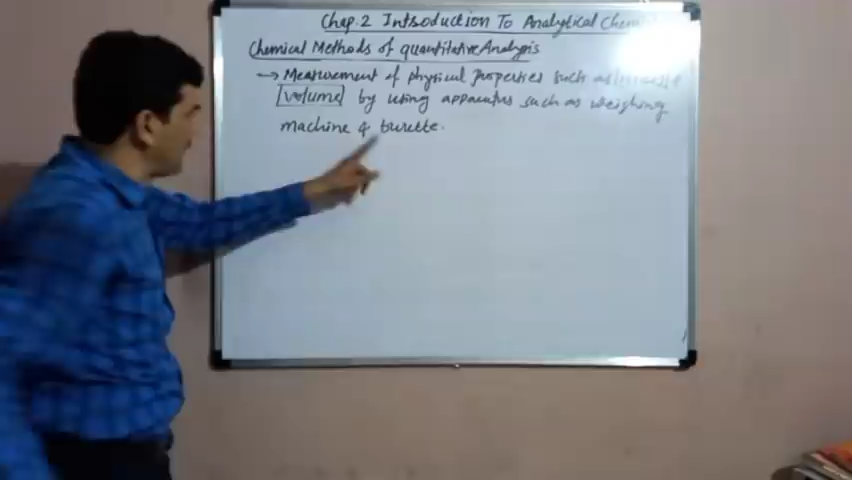 Chap.2 Introduction To Analytical Chem
Chemical Methods of quantitative Analysis
→ Measurement of physical properties such as
[volume] by using apparatus such as weighing
machine & burette.